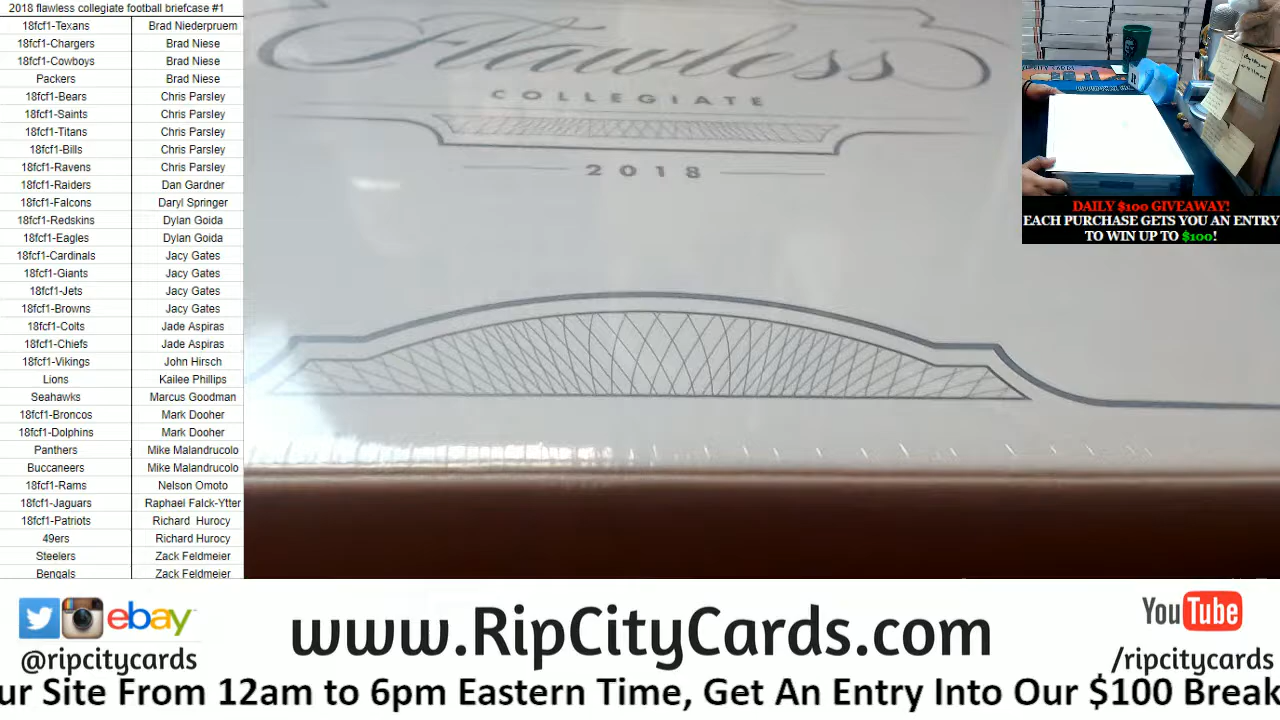 2018 flawless collegiate football briefcase #1
18fcf1-Texans Brad Niederpruem
18fcf1-Chargers Brad Niese
18fcf1-Cowboys Brad Niese
Packers Brad Niese
18fcf1-Bears Chris Parsley
18fcf1-Saints Chris Parsley
18fcf1-Titans Chris Parsley
18fcf1-Bills Chris Parsley
18fcf1-Ravens Chris Parsley
18fcf1-Raiders Dan Gardner
18fcf1-Falcons Daryl Springer
18fcf1-Redskins Dylan Goida
18fcf1-Eagles Dylan Goida
18fcf1-Cardinals Jacy Gates
18fcf1-Giants Jacy Gates
18fcf1-Jets Jacy Gates
18fcf1-Browns Jacy Gates
18fcf1-Colts Jade Aspiras
18fcf1-Chiefs Jade Aspiras
18fcf1-Vikings John Hirsch
Lions Kailee Phillips
Seahawks Marcus Goodman
18fcf1-Broncos Mark Dooher
18fcf1-Dolphins Mark Dooher
Panthers Mike Malandrucolo
Buccaneers Mike Malandrucolo
18fcf1-Rams Nelson Omoto
18fcf1-Jaguars Raphael Falck-Ytter
18fcf1-Patriots Richard Hurocy
49ers Richard Hurocy
Steelers Zack Feldmeier
Bengals Zack Feldmeier
Flawless
COLLEGIATE
2018
DAILY $100 GIVEAWAY!
EACH PURCHASE GETS YOU AN ENTRY
TO WIN UP TO $100!
ebay
@ripcitycards
www.RipCityCards.com
YouTube
/ripcitycards
ur Site From 12am to 6pm Eastern Time, Get An Entry Into Our $100 Break